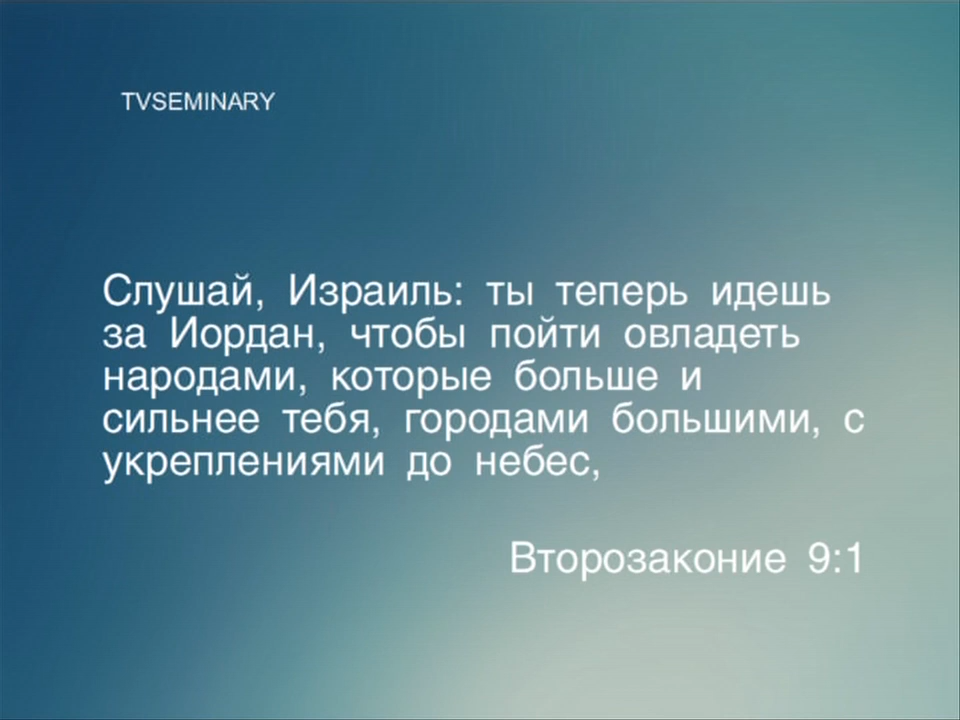 TVSEMINARY
Слушай, Израиль: ты теперь идешь
за Иордан, чтобы пойти овладеть
народами, которые больше и
сильнее тебя, городами большими, с
укреплениями до небес,
Второзаконие 9:1